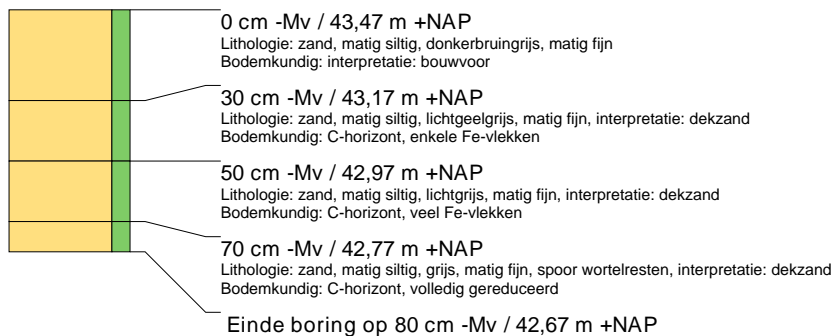 0 cm -Mv / 43,47 m +NAP
Lithologie: zand, matig siltig, donkerbruingrijs, matig fijn
Bodemkundig: interpretatie: bouwvoor
30 cm -Mv / 43,17 m +NAP
Lithologie: zand, matig siltig, lichtgeelgrijs, matig fijn, interpretatie: dekzand
Bodemkundig: C-horizont, enkele Fe-vlekken
50 cm -Mv / 42,97 m +NAP
Lithologie: zand, matig siltig, lichtgrijs, matig fijn, interpretatie: dekzand
Bodemkundig: C-horizont, veel Fe-vlekken
70 cm -Mv / 42,77 m +NAP
Lithologie: zand, matig siltig, grijs, matig fijn, spoor wortelresten, interpretatie: dekzand
Bodemkundig: C-horizont, volledig gereduceerd
Einde boring op 80 cm -Mv / 42,67 m +NAP